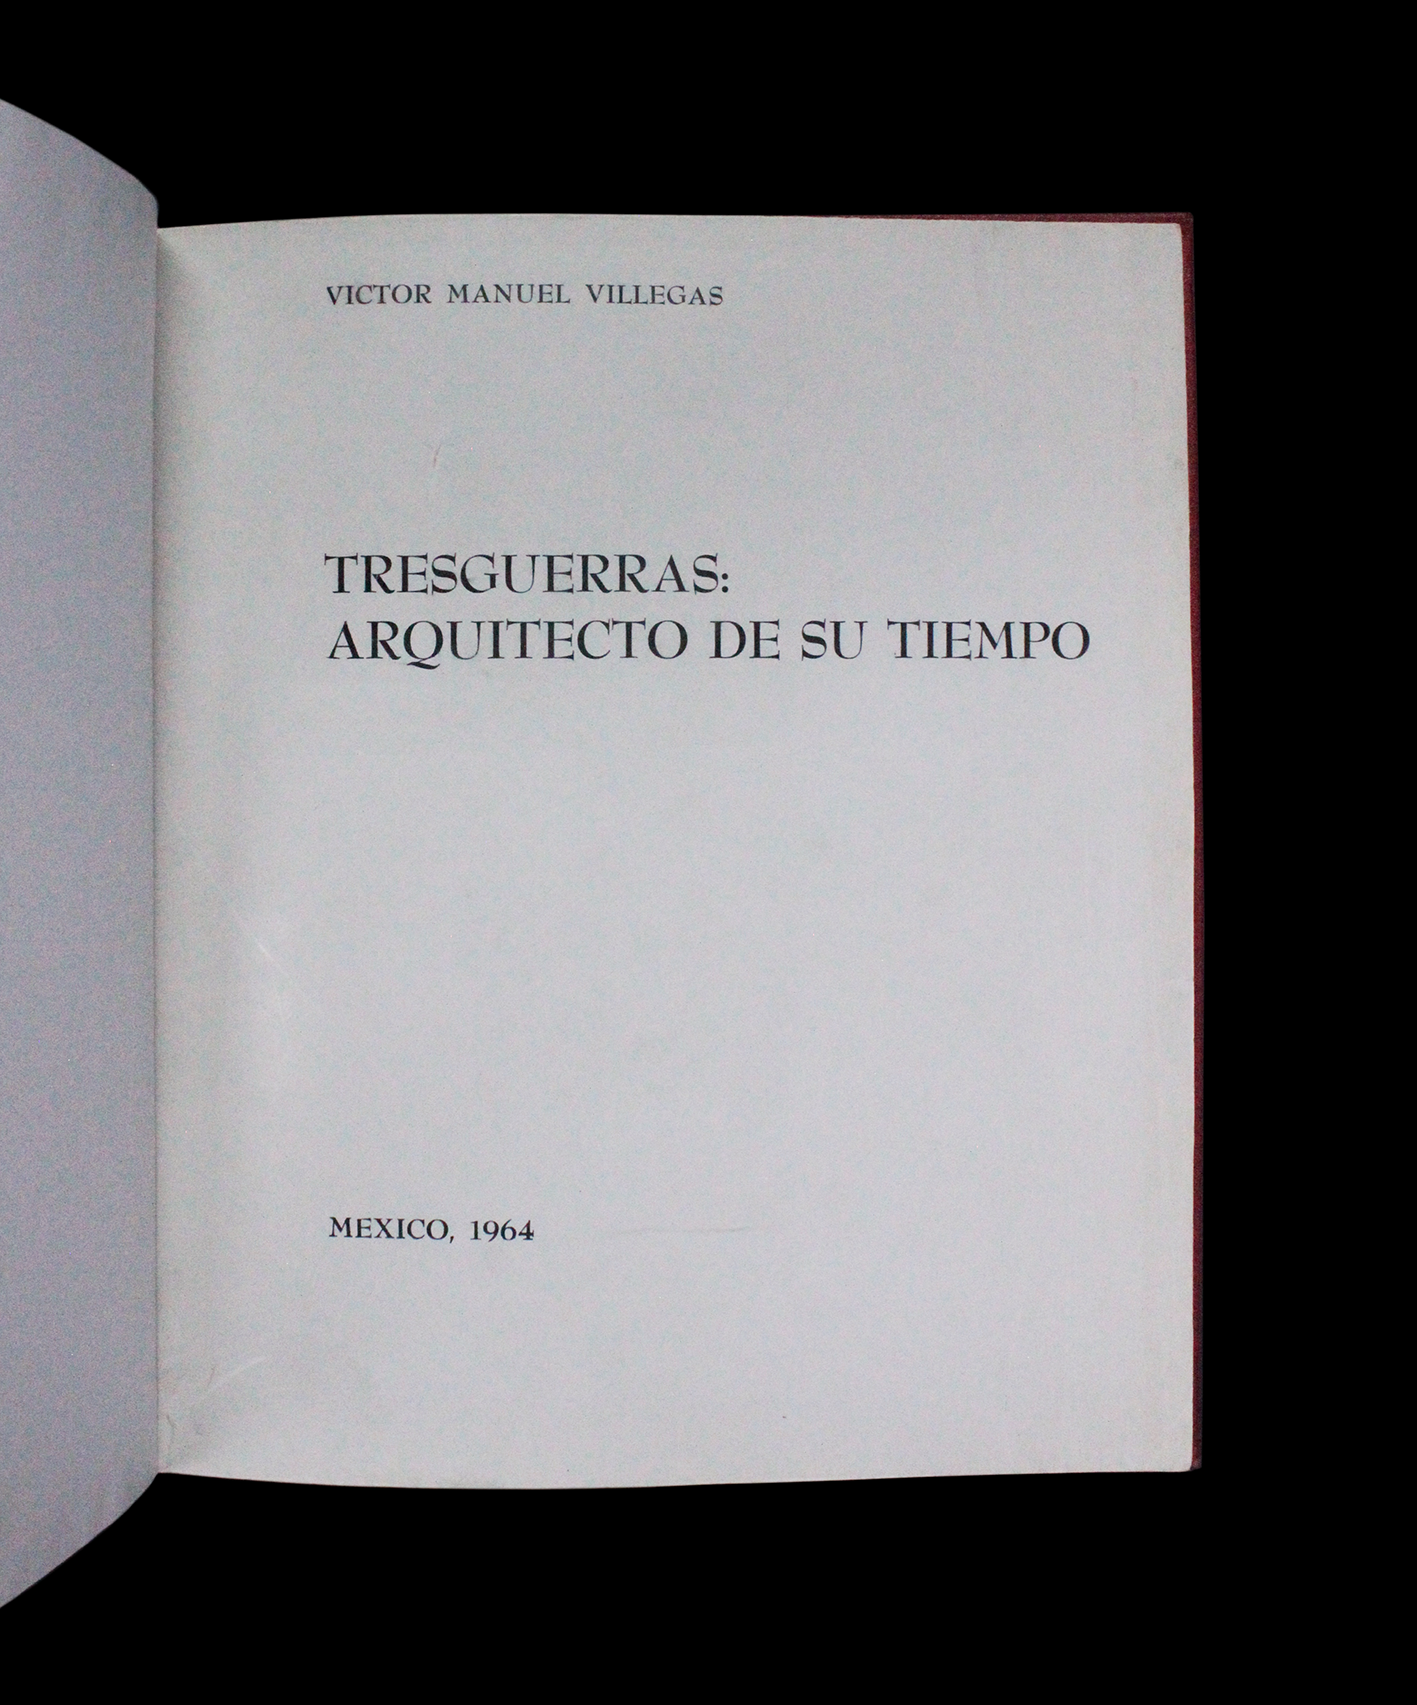 VICTOR MANUEL VILLEGAS
TRESGUERRAS:
ARQUITECTO DE SU TIEMPO
MEXICO, 1964